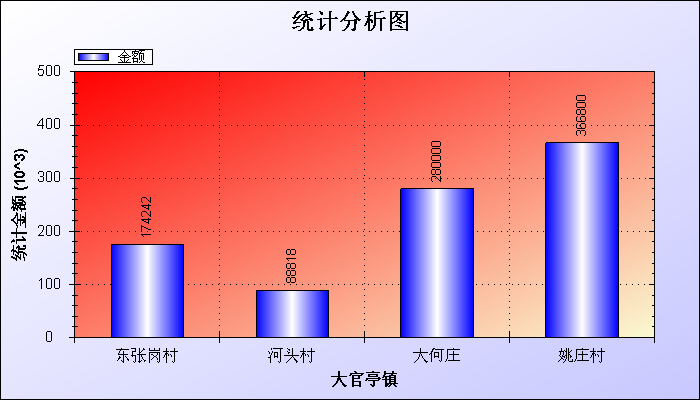 统计分析图
金额
500
400
300
200
100
0
统计金额 (10^3)
174242
88818
280000
366800
东张岗村
河头村
大何庄
姚庄村
大官亭镇